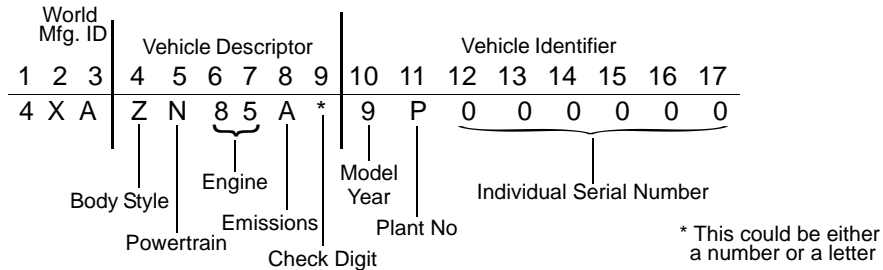 World
Mfg. ID
Vehicle Descriptor
Vehicle Identifier
1 2 3 4 5 6 7 8 9 10 11 12 13 14 15 16 17
4 X A Z N 8 5 A * 9 P 0 0 0 0 0 0
Body Style
Powertrain
Engine
Emissions
Check Digit
Model
Year
Plant No
Individual Serial Number
* This could be either
a number or a letter